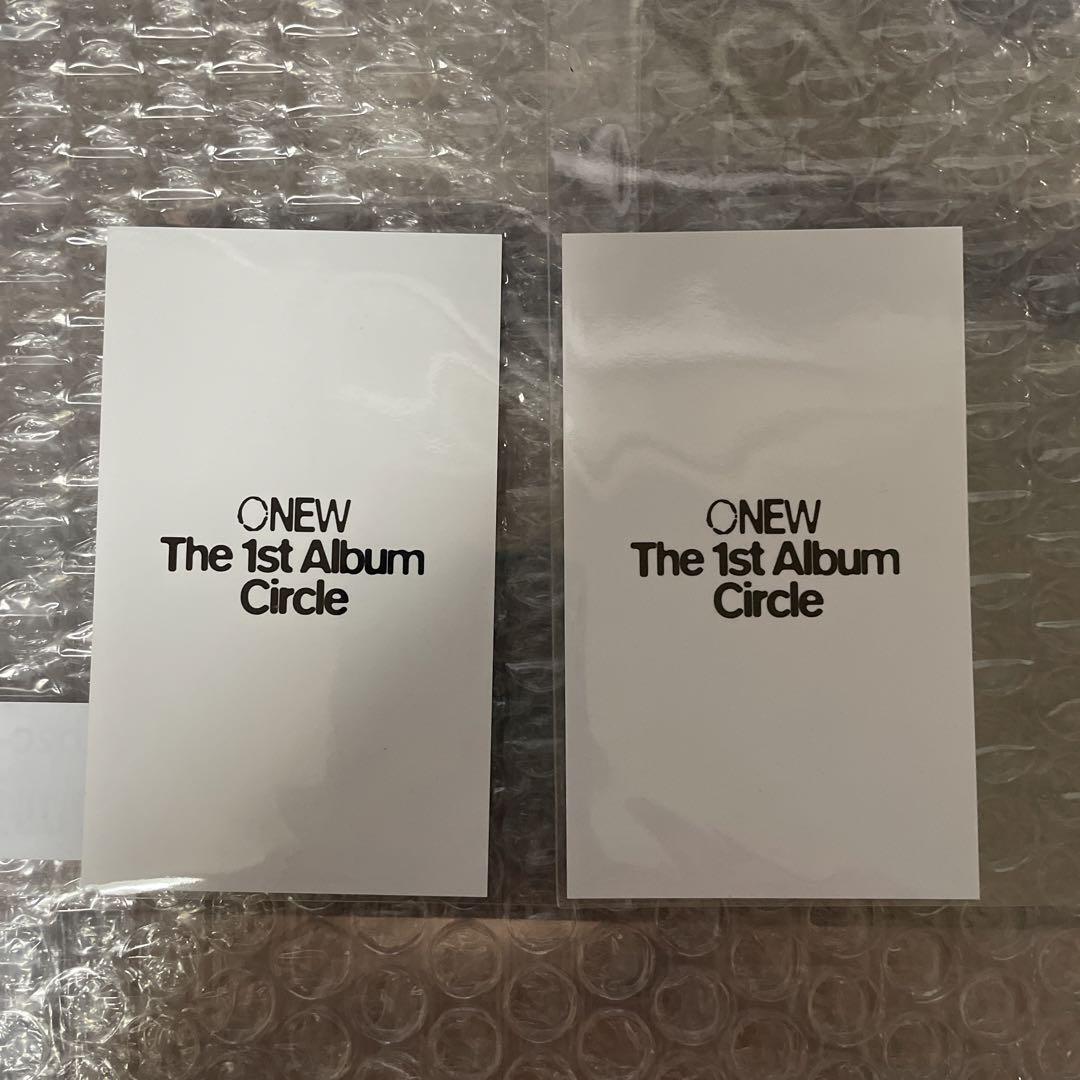 ONEW
The 1st Album
Circle
ONEW
The 1st Album
Circle